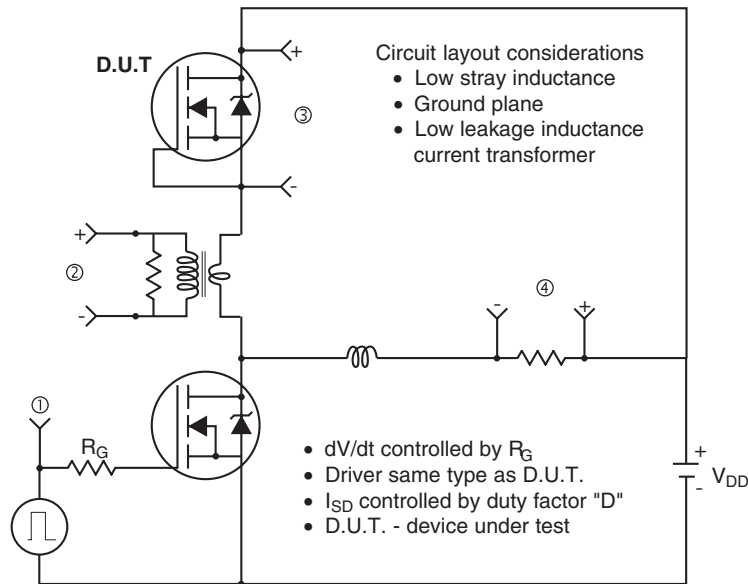 D.U.T
+
Circuit layout considerations
• Low stray inductance
③
• Ground plane
• Low leakage inductance
current transformer
-
+
②
-
④
- +
①
R_G
• dV/dt controlled by R_G
• Driver same type as D.U.T.
• I_SD controlled by duty factor "D"
• D.U.T. - device under test
+
V_DD
-